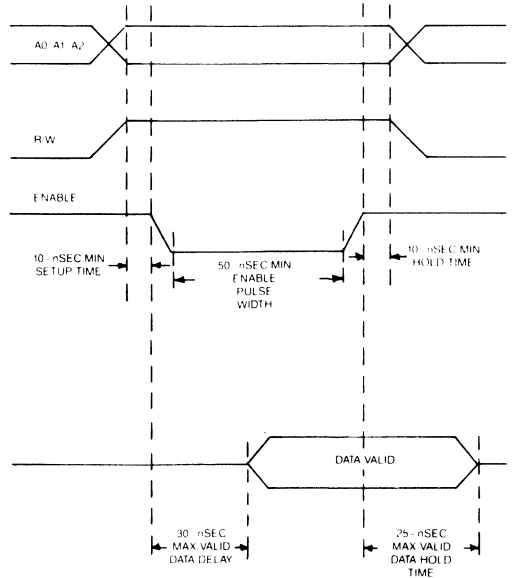 A0 A1 A2
R/W
ENABLE
10-nSEC MIN
SETUP TIME
50-nSEC MIN
ENABLE
PULSE
WIDTH
10-nSEC MIN
HOLD TIME
DATA VALID
30-nSEC
MAX VALID
DATA DELAY
25-nSEC
MAX VALID
DATA HOLD
TIME